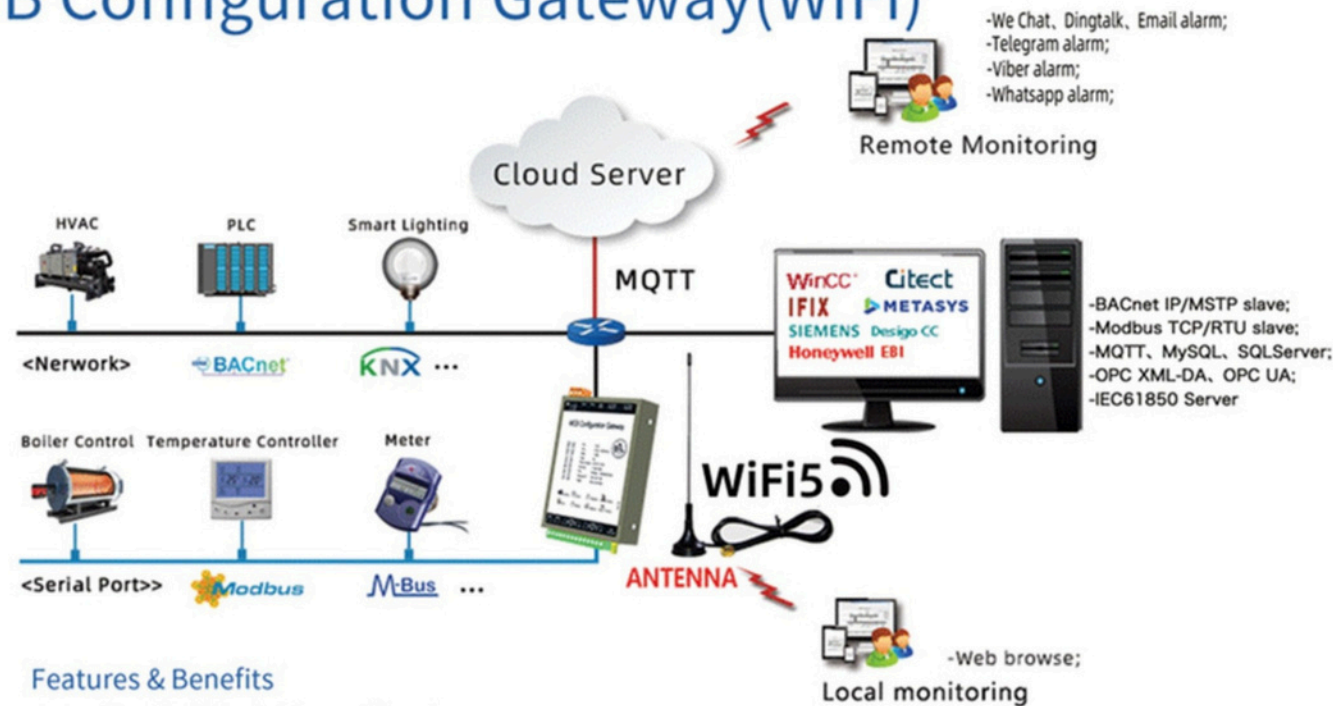 B Configuration Gateway(WiFi)
-We Chat、Dingtalk、Email alarm;
-Telegram alarm;
-Viber alarm;
-Whatsapp alarm;
Remote Monitoring
Cloud Server
MQTT
HVAC
PLC
Smart Lighting
<Nerwork>
BACnet
KNX ...
WinCC
Citect
IFIX
METASYS
SIEMENS Desigo CC
Honeywell EBI
-BACnet IP/MSTP slave;
-Modbus TCP/RTU slave;
-MQTT、MySQL、SQLServer;
-OPC XML-DA、OPC UA;
-IEC61850 Server
Boiler Control
Temperature Controller
Meter
<Serial Port>>
Modbus
M-Bus ...
Configuration Gateway
WiFi5
ANTENNA
-Web browse;
Local monitoring
Features & Benefits